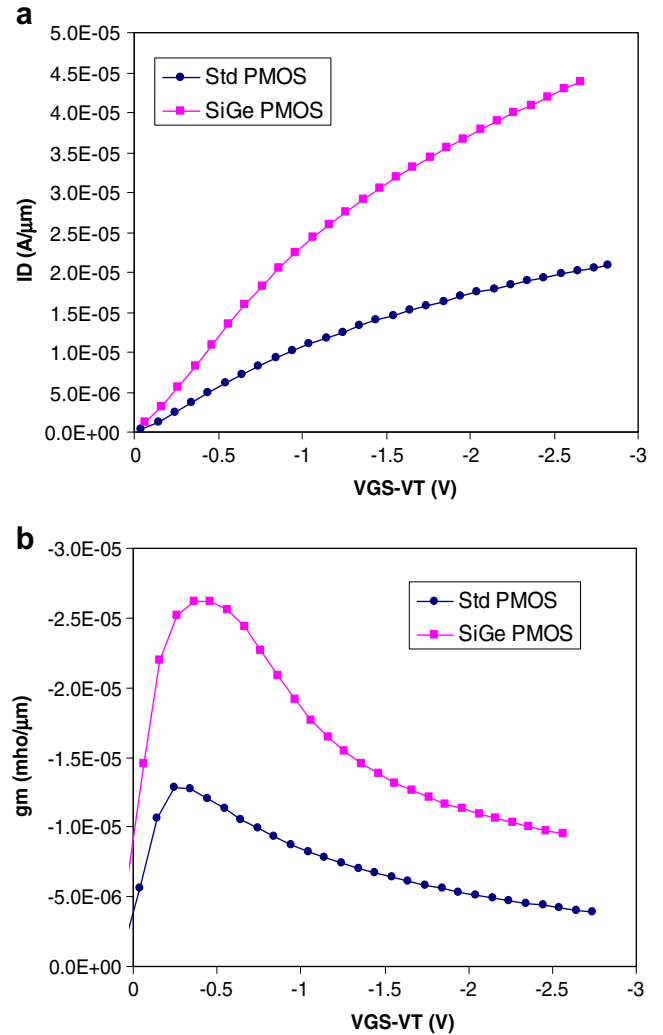 a
5.0E-05
4.5E-05
4.0E-05
3.5E-05
3.0E-05
2.5E-05
2.0E-05
1.5E-05
1.0E-05
5.0E-06
0.0E+00
ID (A/μm)
Std PMOS
SiGe PMOS
0 -0.5 -1 -1.5 -2 -2.5 -3
VGS-VT (V)
b
-3.0E-05
-2.5E-05
-2.0E-05
-1.5E-05
-1.0E-05
-5.0E-06
0.0E+00
gm (mho/μm)
Std PMOS
SiGe PMOS
0 -0.5 -1 -1.5 -2 -2.5 -3
VGS-VT (V)